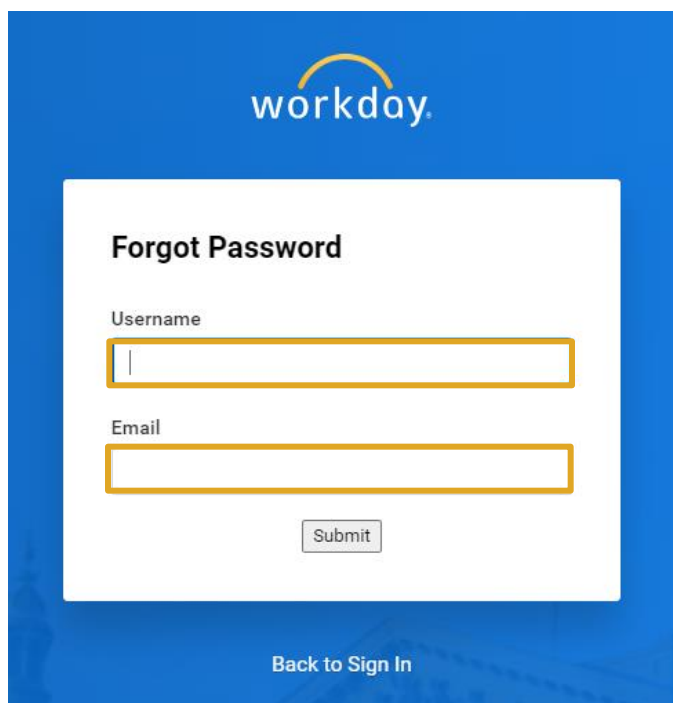 workday.
Forgot Password
Username
Email
Submit
Back to Sign In